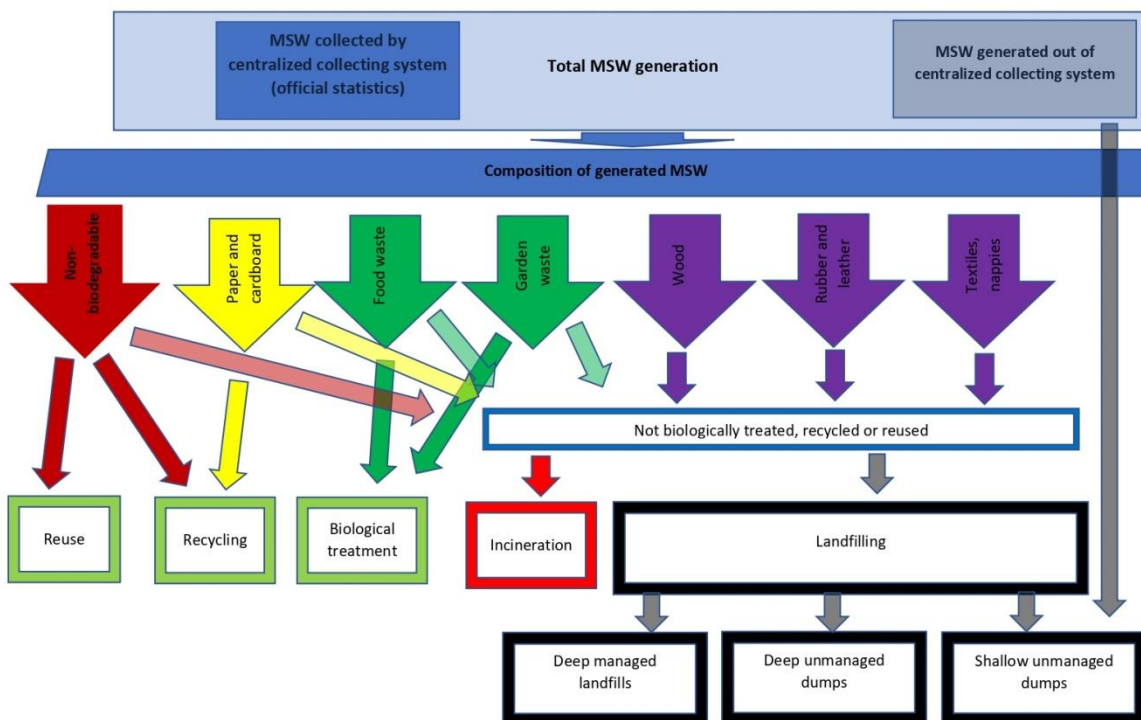 MSW collected by
centralized collecting system
(official statistics)
Total MSW generation
MSW generated out of
centralized collecting system
Composition of generated MSW
Non-
biodegradable
Paper and
cardboard
Food waste
Garden
waste
Wood
Rubber and
leather
Textiles,
nappies
Not biologically treated, recycled or reused
Reuse
Recycling
Biological
treatment
Incineration
Landfilling
Deep managed
landfills
Deep unmanaged
dumps
Shallow unmanaged
dumps